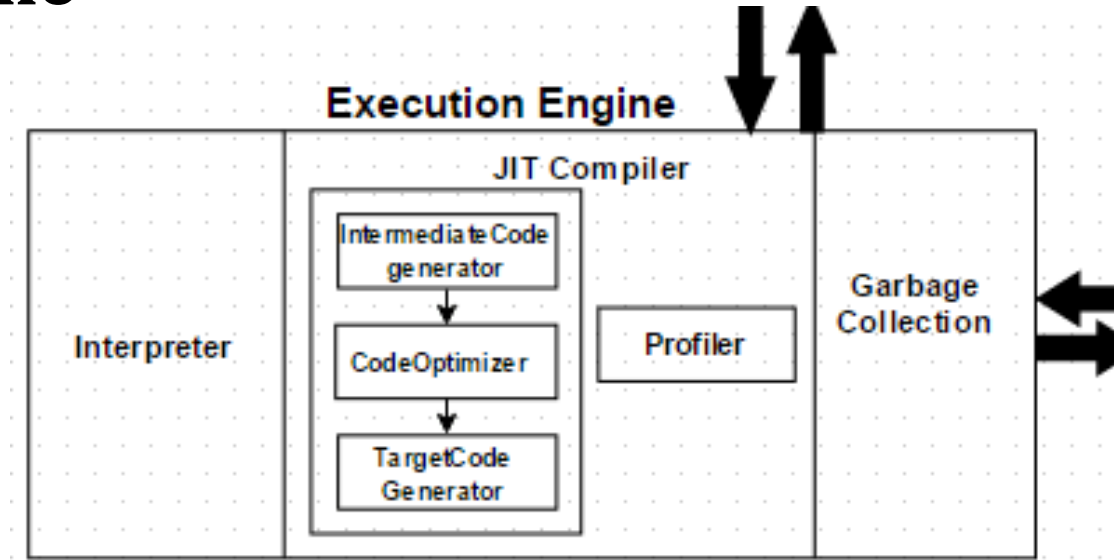 Execution Engine
JIT Compiler
IntermediateCode
generator
CodeOptimizer
TargetCode
Generator
Interpreter
Profiler
Garbage
Collection